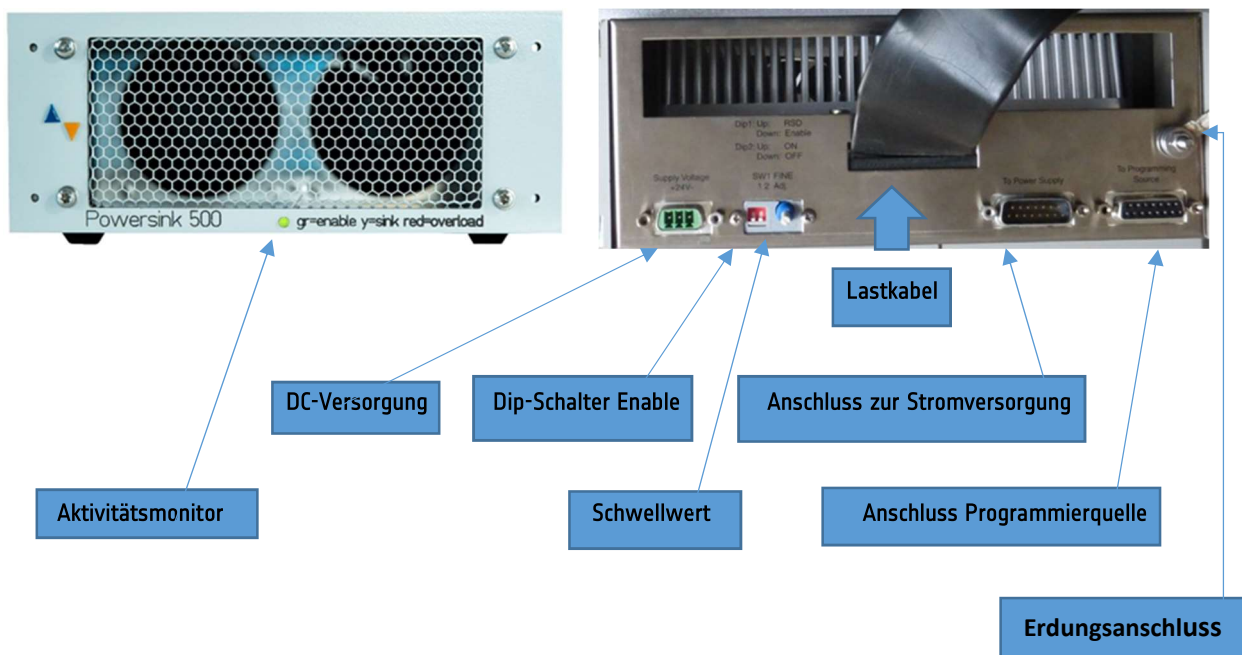 Powersink 500
gr=enable y=sink red=overload
Dip1: Up: RSD
Down: Enable
Dip2: Up: ON
Down: OFF
Supply Voltage
+24V-
SW1 FINE
1 2 Adj
To Power Supply
To Programming
Source
Lastkabel
DC-Versorgung
Dip-Schalter Enable
Anschluss zur Stromversorgung
Aktivitätsmonitor
Schwellwert
Anschluss Programmierquelle
Erdungsanschluss